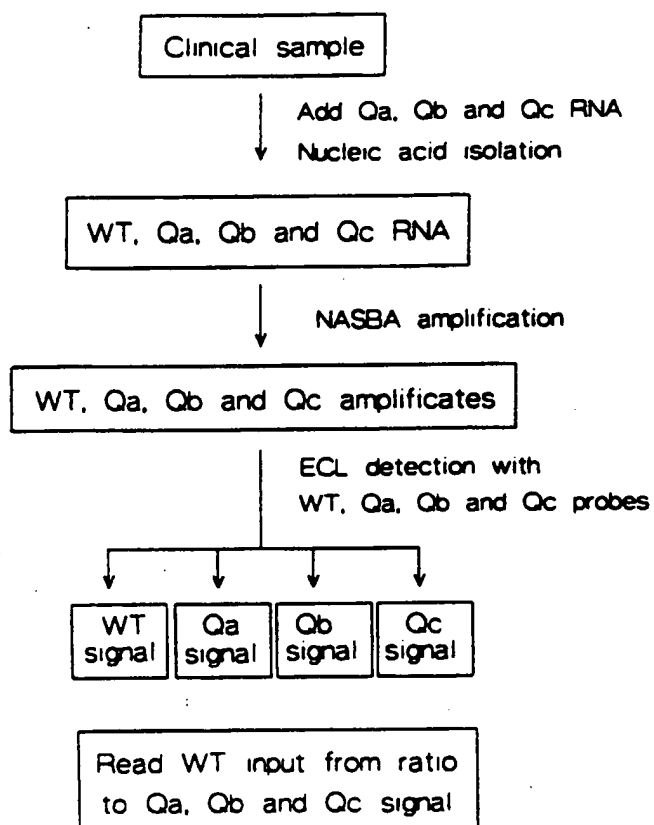 Clinical sample
Add Qa, Qb and Qc RNA
Nucleic acid isolation
WT, Qa, Qb and Qc RNA
NASBA amplification
WT, Qa, Qb and Qc amplificates
ECL detection with
WT, Qa, Qb and Qc probes
WT
signal
Qa
signal
Qb
signal
Qc
signal
Read WT input from ratio
to Qa, Qb and Qc signal